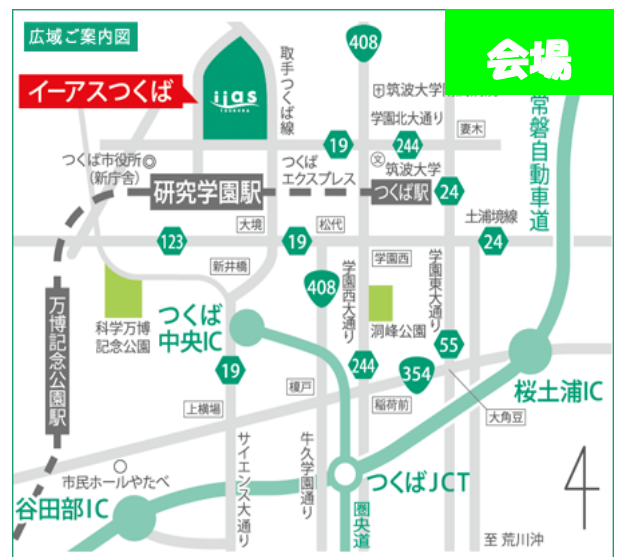 広域ご案内図
会場
408
イーアスつくば
iias
TSUKUBA
取手つくば線
筑波大学
常磐自動車道
学園北大通り
妻木
19
244
つくば市役所
(新庁舎)
つくば
エクスプレス
文
筑波大学
研究学園駅
つくば駅
24
大境
松代
土浦境線
123
19
24
新井橋
408
学園西大通り
学園西
学園東大通り
万博記念公園駅
科学万博
記念公園
つくば
中央IC
洞峰公園
55
19
244
354
榎戸
桜土浦IC
上横場
稲荷前
大角豆
サイエンス大通り
牛久学園通り
市民ホールやたべ
つくばJCT
谷田部IC
圏央道
4
至 荒川沖